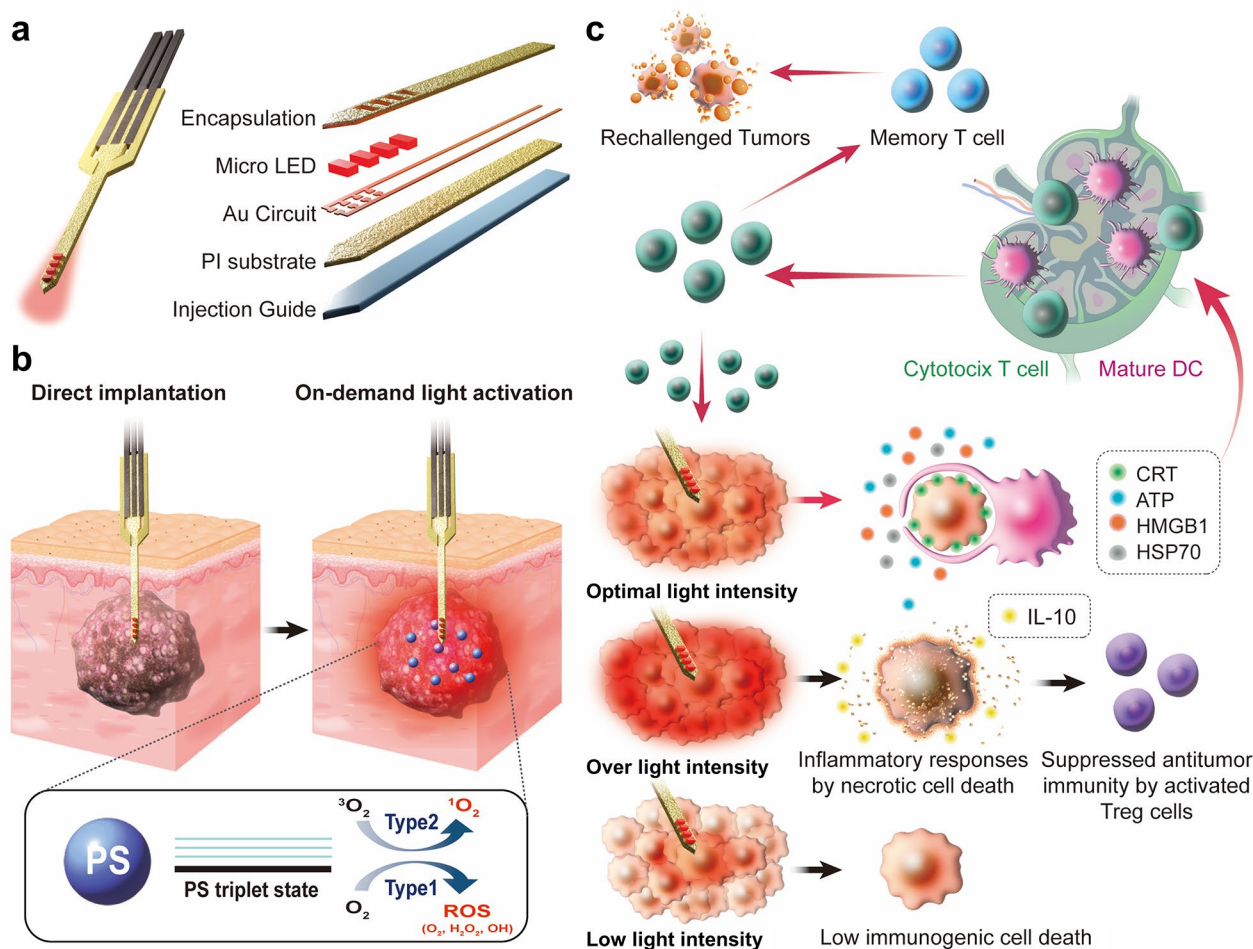 a
Encapsulation
Micro LED
Au Circuit
PI substrate
Injection Guide
b
Direct implantation
On-demand light activation
PS
PS triplet state
³O₂
¹O₂
Type2
Type1
O₂
ROS
(O₂, H₂O₂, OH)
c
Rechallenged Tumors
Memory T cell
Cytotocix T cell
Mature DC
CRT
ATP
HMGB1
HSP70
Optimal light intensity
IL-10
Over light intensity
Inflammatory responses
by necrotic cell death
Suppressed antitumor
immunity by activated
Treg cells
Low light intensity
Low immunogenic cell death